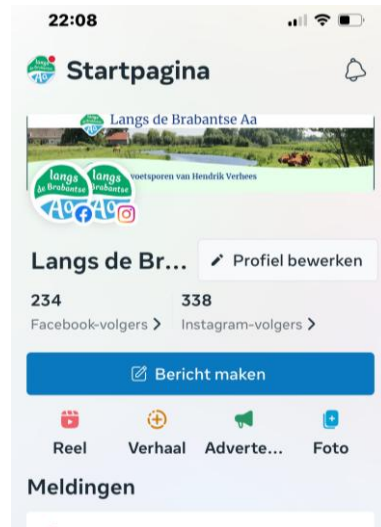 22:08
Startpagina
Langs de Brabantse Aa
voetsporen van Hendrik Verhees
langs
de Brabantse
Aa
langs
Brabantse
Aa
Langs de Br...
Profiel bewerken
234
338
Facebook-volgers >
Instagram-volgers >
Bericht maken
Reel
Verhaal
Adverte...
Foto
Meldingen